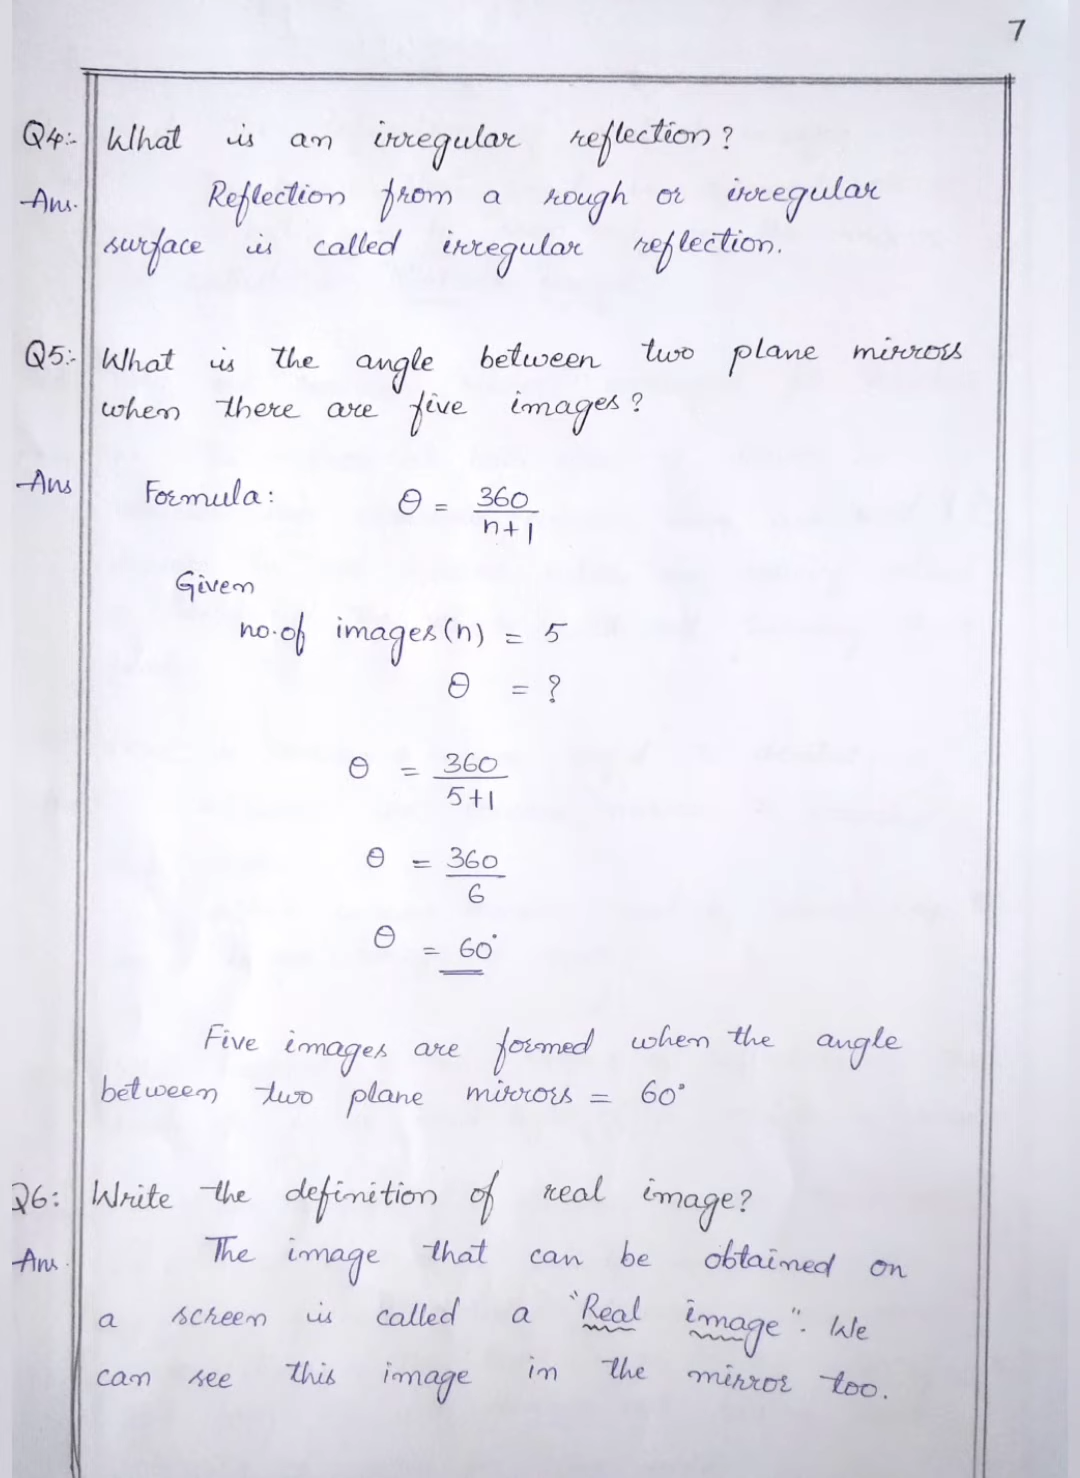 7
Q4:- What is an irregular reflection?
Ans. Reflection from a rough or irregular
surface is called irregular reflection.
Q5:- What is the angle between two plane mirrors
when there are five images?
Ans Formula: θ = 360/n+1
Given
no. of images (n) = 5
θ = ?
θ = 360/5+1
θ = 360/6
θ = 60°
Five images are formed when the angle
between two plane mirrors = 60°
Q6: Write the definition of real image?
Ans. The image that can be obtained on
a screen is called a "Real image". We
can see this image in the mirror too.